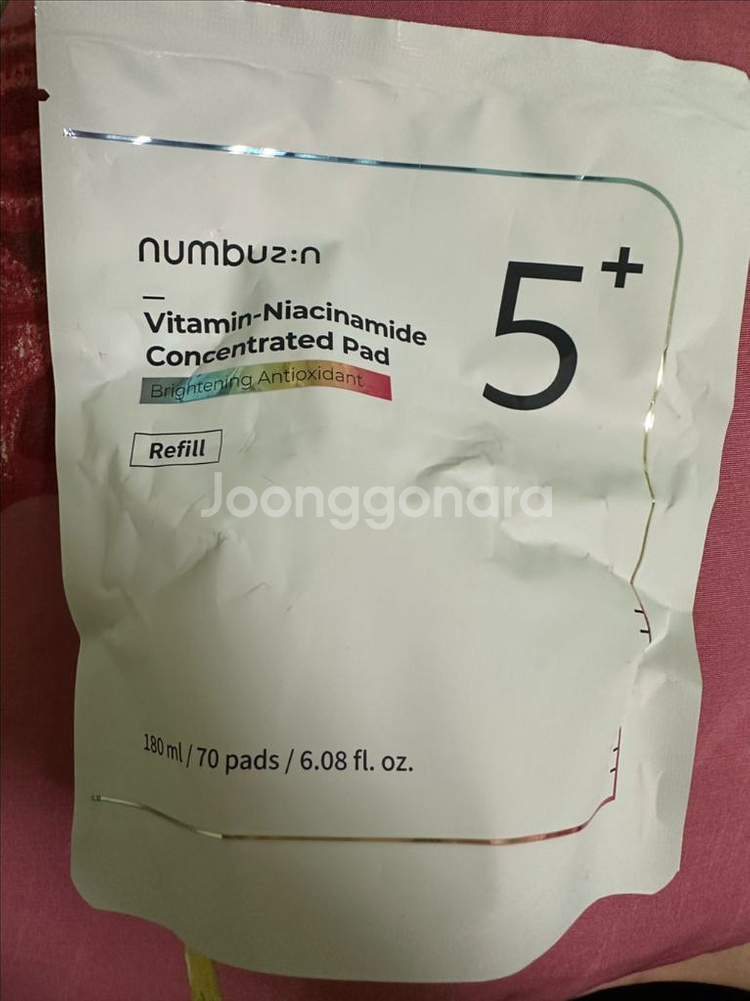 numbuz:n
Vitamin-Niacinamide
Concentrated Pad
Brightening Antioxidant
5+
Refill
Joonggonara
180 ml / 70 pads / 6.08 fl. oz.